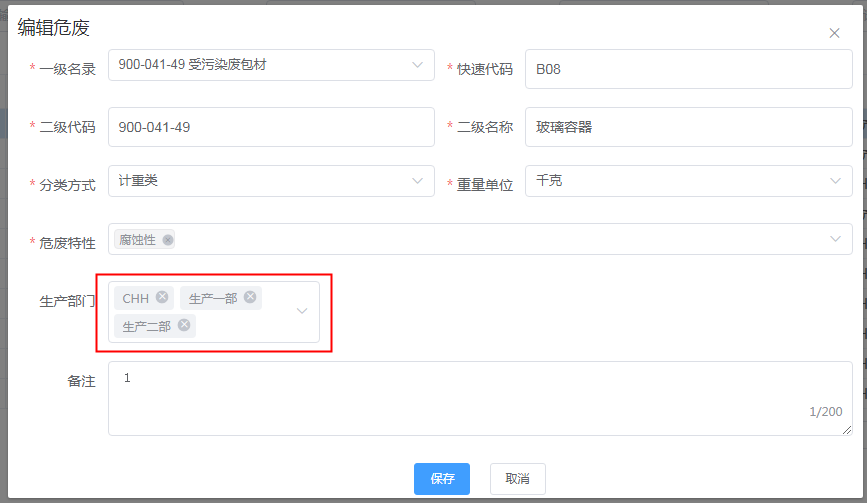 编辑危废
* 一级名录 900-041-49 受污染废包材 * 快速代码 B08
* 二级代码 900-041-49 * 二级名称 玻璃容器
* 分类方式 计重类 * 重量单位 千克
* 危废特性 腐蚀性
生产部门 CHH 生产一部
生产二部
备注 1
1/200
保存 取消